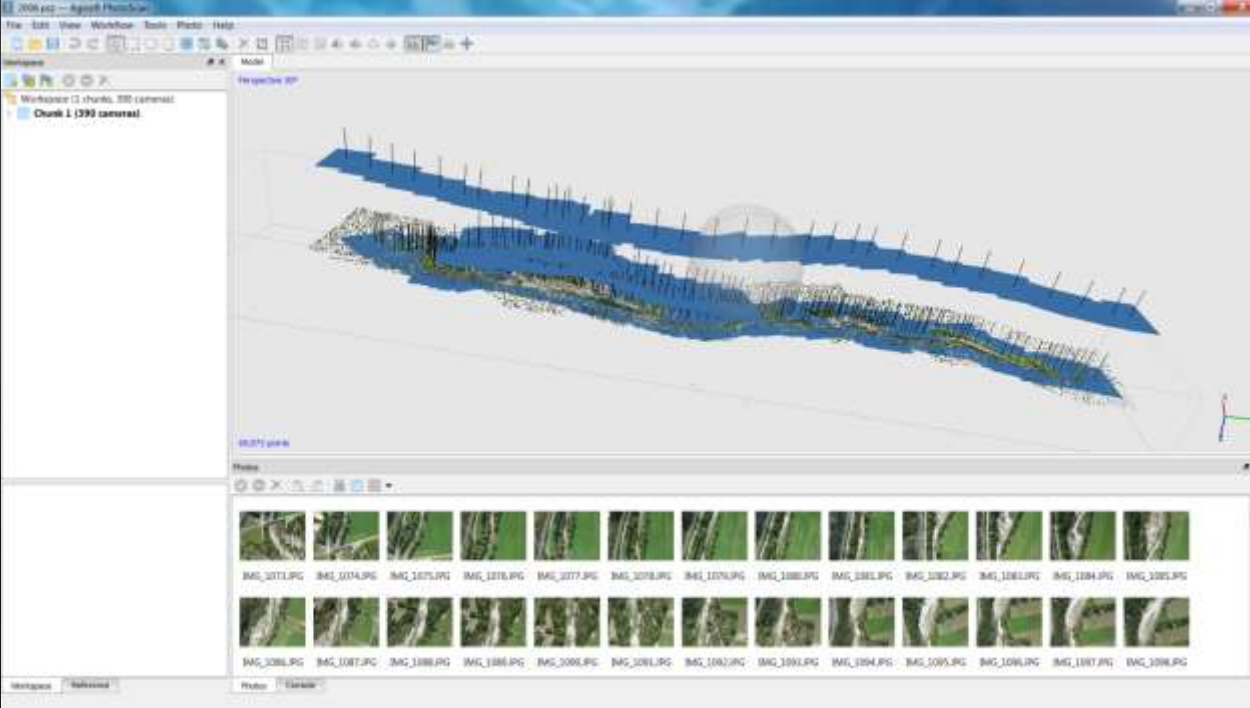 2006.psz — Agisoft PhotoScan
File Edit View Workflow Tools Photo Help
Workspace
Model
Workspace (1 chunks, 390 cameras)
Chunk 1 (390 cameras)
Perspective 30°
points
Photos
IMG_1073.JPG IMG_1074.JPG IMG_1075.JPG IMG_1076.JPG IMG_1077.JPG IMG_1078.JPG IMG_1079.JPG IMG_1080.JPG IMG_1081.JPG IMG_1082.JPG IMG_1083.JPG IMG_1084.JPG IMG_1085.JPG
IMG_1086.JPG IMG_1087.JPG IMG_1088.JPG IMG_1089.JPG IMG_1090.JPG IMG_1091.JPG IMG_1092.JPG IMG_1093.JPG IMG_1094.JPG IMG_1095.JPG IMG_1096.JPG IMG_1097.JPG IMG_1098.JPG
Workspace Reference Photos Console